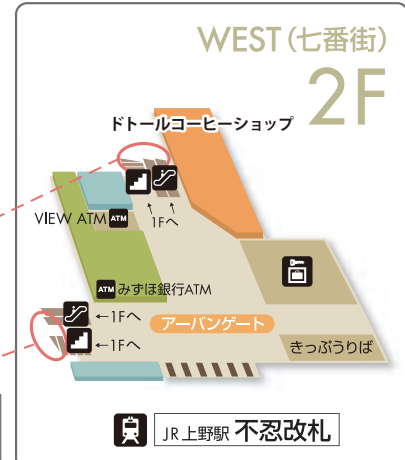 WEST（七番街）
2F
ドトールコーヒーショップ
VIEW ATM ATM
↑ ↑
1Fへ
ATM みずほ銀行ATM
←1Fへ
アーバンゲート
←1Fへ
きっぷうりば
JR 上野駅 不忍改札